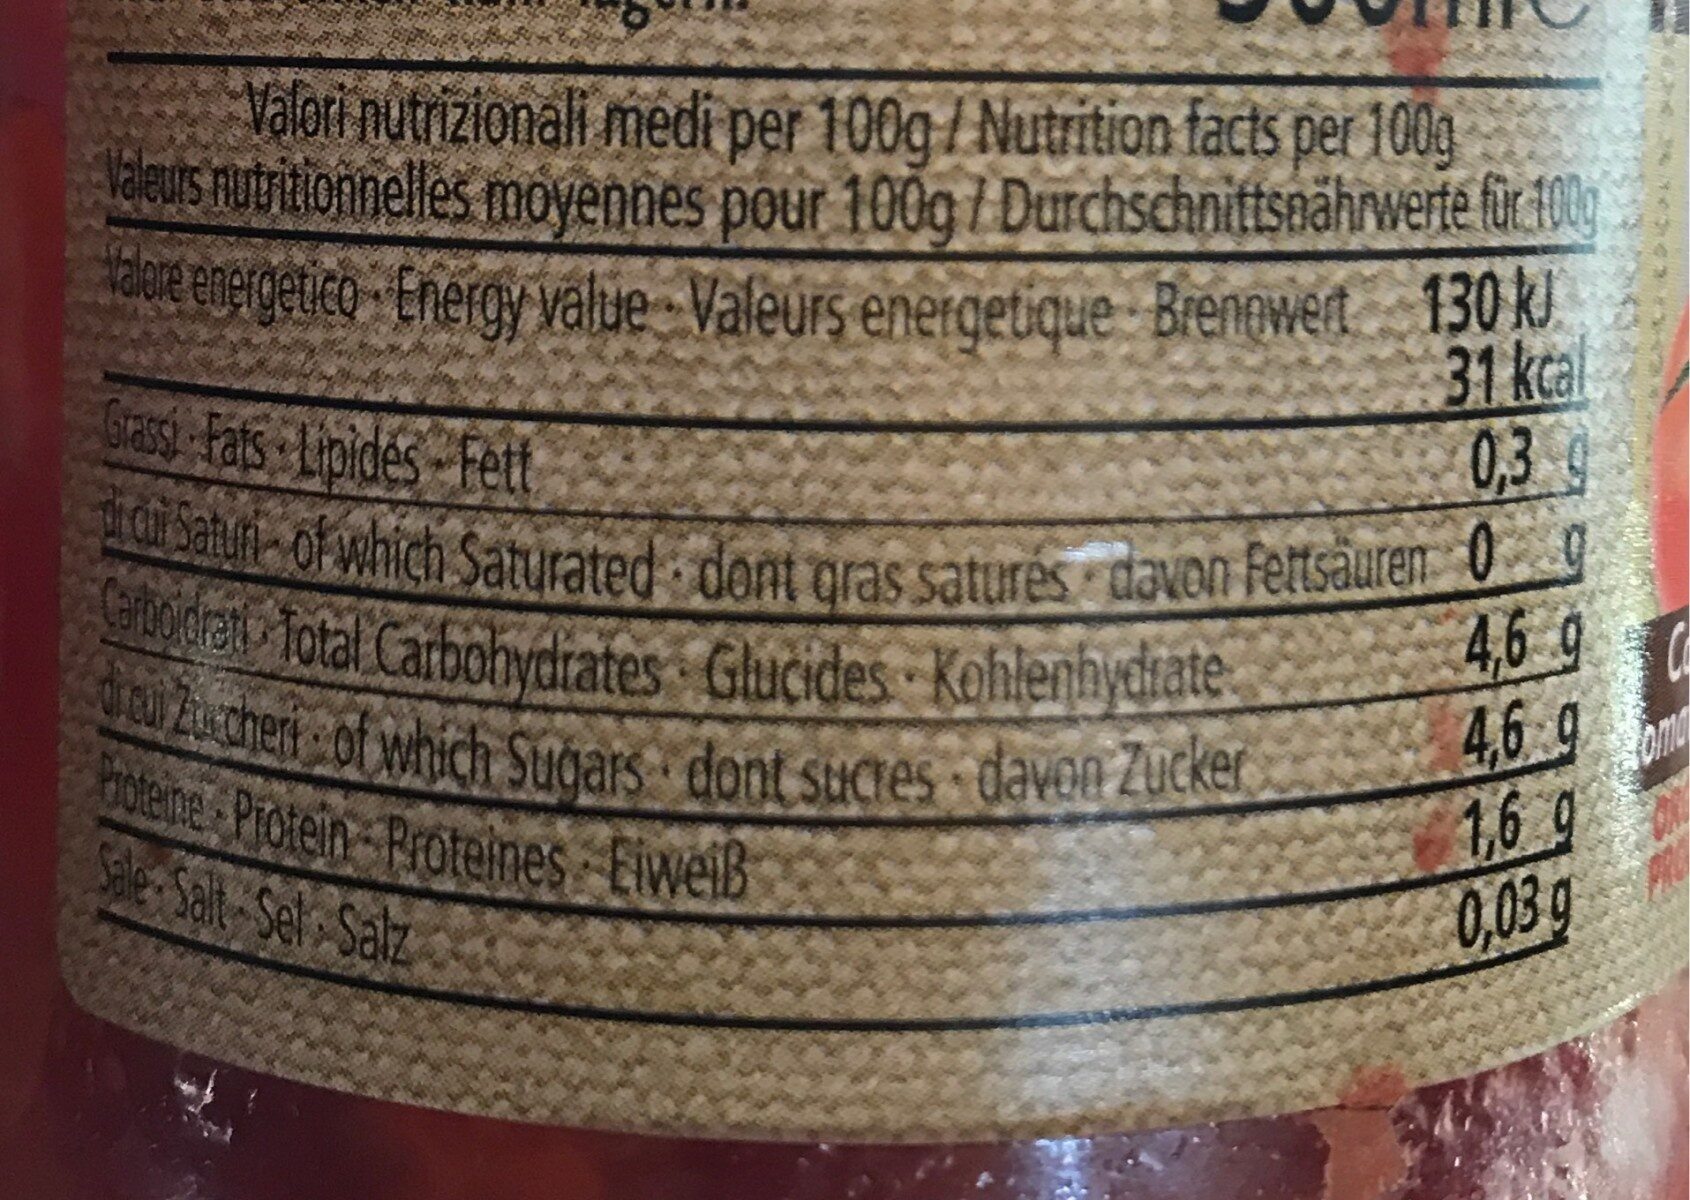 Valori nutrizionali medi per 100g / Nutrition facts per 100g
Valeurs nutritionnelles moyennes pour 100g / Durchschnittsnährwerte für 100g
Valore energetico · Energy value · Valeurs energetique · Brennwert 130 kJ
31 kcal
Grassi · Fats · Lipides · Fett 0,3 g
di cui Saturi · of which Saturated · dont gras saturés · davon Fettsäuren 0 g
Carboidrati · Total Carbohydrates · Glucides · Kohlenhydrate 4,6 g
di cui Zuccheri · of which Sugars · dont sucres · davon Zucker 4,6 g
Proteine · Protein · Proteines · Eiweiß 1,6 g
Sale · Salt · Sel · Salz 0,03 g